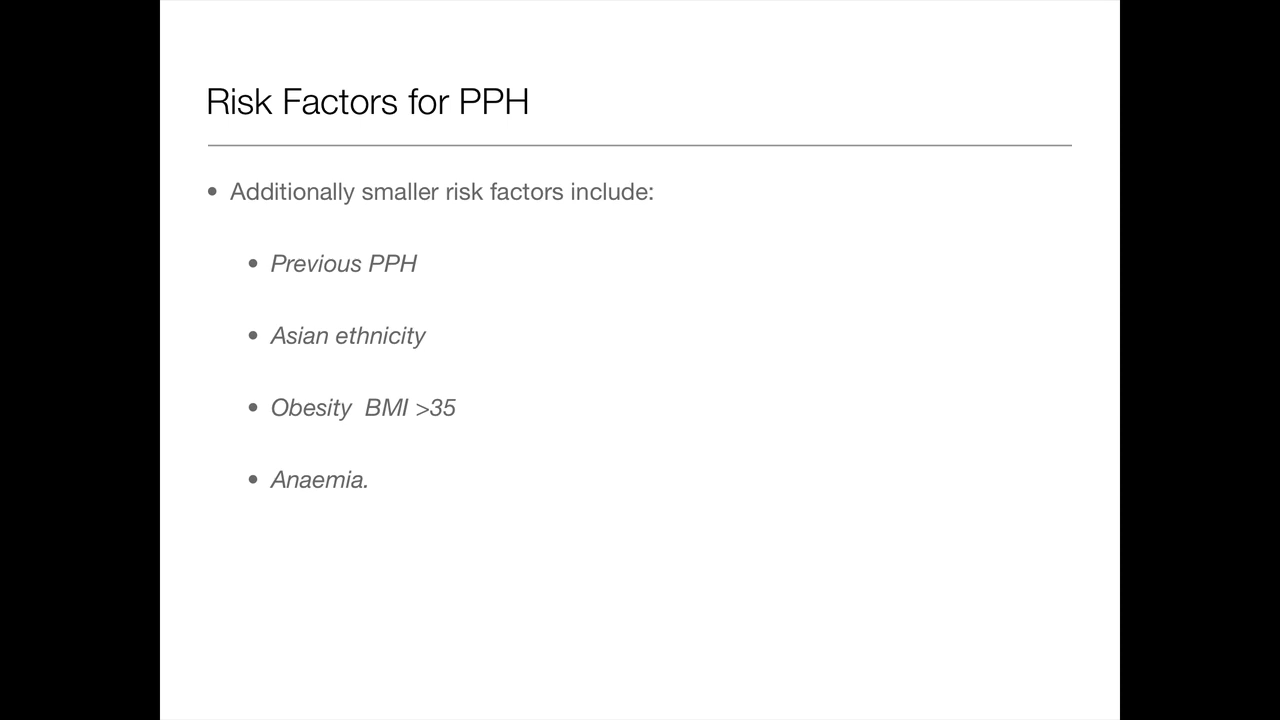 Risk Factors for PPH
• Additionally smaller risk factors include:
• Previous PPH
• Asian ethnicity
• Obesity  BMI >35
• Anaemia.